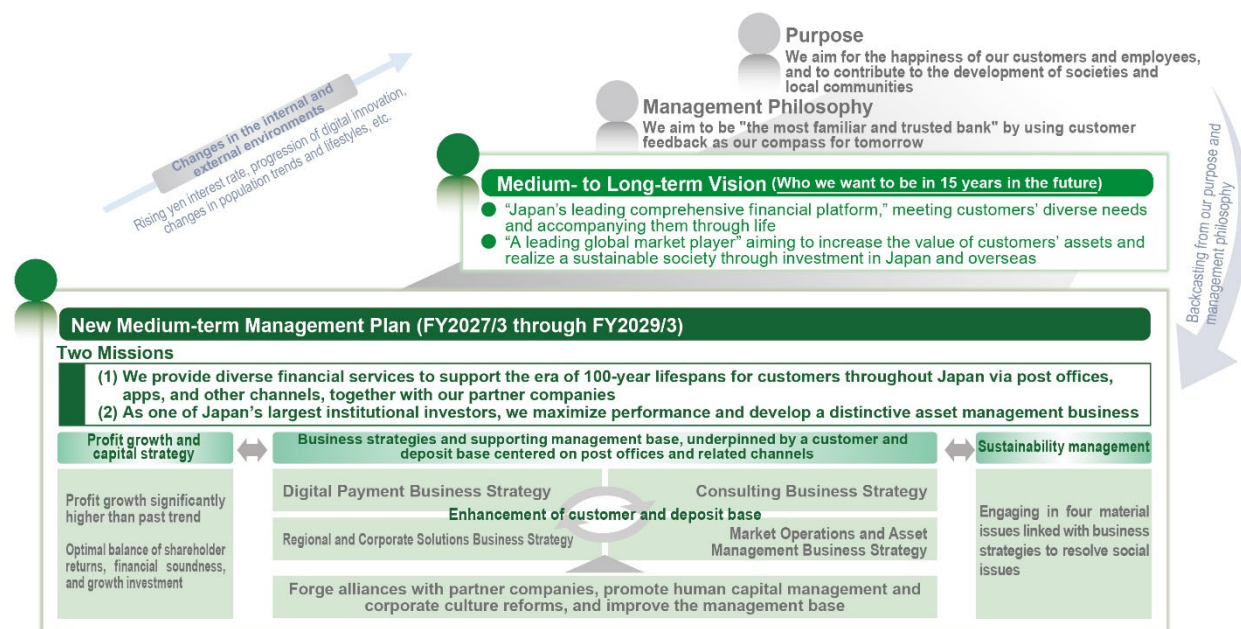 Purpose
We aim for the happiness of our customers and employees,
and to contribute to the development of societies and
local communities
Management Philosophy
We aim to be "the most familiar and trusted bank" by using customer
feedback as our compass for tomorrow
Changes in the internal and
external environments
Rising yen interest rate, progression of digital innovation,
changes in population trends and lifestyles, etc.
Medium- to Long-term Vision (Who we want to be in 15 years in the future)
“Japan’s leading comprehensive financial platform,” meeting customers’ diverse needs
and accompanying them through life
“A leading global market player” aiming to increase the value of customers’ assets and
realize a sustainable society through investment in Japan and overseas
Backcasting from our purpose and
management philosophy
New Medium-term Management Plan (FY2027/3 through FY2029/3)
Two Missions
(1) We provide diverse financial services to support the era of 100-year lifespans for customers throughout Japan via post offices,
apps, and other channels, together with our partner companies
(2) As one of Japan’s largest institutional investors, we maximize performance and develop a distinctive asset management business
Profit growth and
capital strategy
Business strategies and supporting management base, underpinned by a customer and
deposit base centered on post offices and related channels
Sustainability management
Profit growth significantly
higher than past trend
Optimal balance of shareholder
returns, financial soundness,
and growth investment
Digital Payment Business Strategy
Consulting Business Strategy
Enhancement of customer and deposit base
Regional and Corporate Solutions Business Strategy
Market Operations and Asset
Management Business Strategy
Forge alliances with partner companies, promote human capital management and
corporate culture reforms, and improve the management base
Engaging in four material
issues linked with business
strategies to resolve social
issues